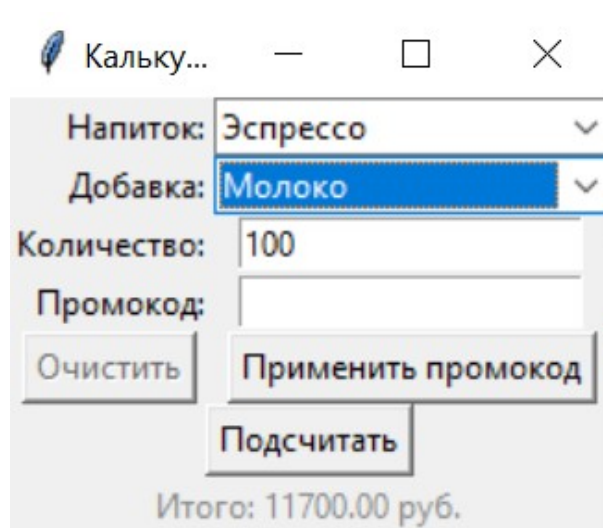 Кальку...
Напиток: Эспрессо
Добавка: Молоко
Количество: 100
Промокод:
Очистить Применить промокод
Подсчитать
Итого: 11700.00 руб.